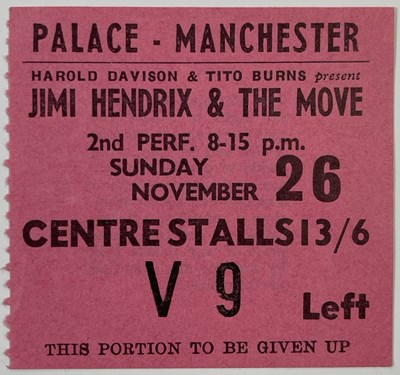 PALACE - MANCHESTER
HAROLD DAVISON & TITO BURNS present
JIMI HENDRIX & THE MOVE
2nd PERF. 8-15 p.m.
SUNDAY
NOVEMBER 26
CENTRE STALLS 13/6
V 9 Left
THIS PORTION TO BE GIVEN UP